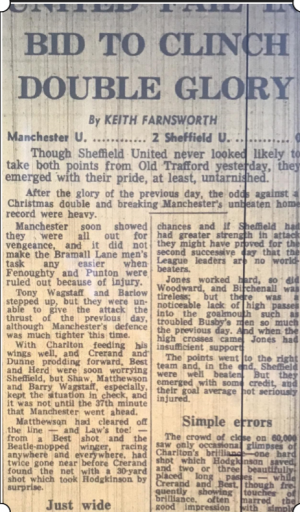 UNITED FAIL IN
BID TO CLINCH
DOUBLE GLORY
By KEITH FARNSWORTH
Manchester U. ............ 2 Sheffield U. ............ 0
Though Sheffield United never looked likely to
take both points from Old Trafford yesterday, they
emerged with their pride, at least, untarnished.
After the glory of the previous day, the odds against a
Christmas double and breaking Manchester's unbeaten home
record were heavy.
Manchester soon showed
they were all out for
vengeance, and it did not
make the Bramall Lane men's
task any easier when
Fenoughty and Punton were
ruled out because of injury.
Tony Wagstaff and Barlow
stepped up, but they were un-
able to give the attack the
thrust of the previous day,
although Manchester's defence
was much tighter this time.
With Charlton feeding his
wings well, and Crerand and
Dunne prodding forward, Best
and Herd were soon worrying
Sheffield, but Shaw, Matthewson
and Barry Wagstaff, especially,
kept the situation in check, and
it was not until the 37th minute
that Manchester went ahead.
Matthewson had cleared off
the line — and Law's toe! —
from a Best shot and the
Beatle-mopped winger, racing
anywhere and everywhere, had
twice gone near before Crerand
found the net with a 30-yard
shot which took Hodgkinson by
surprise.
Just wide
chances and if Sheffield had
had greater strength in attack
they might have proved for the
second successive day that the
League leaders are no world-
beaters.
Jones worked hard, so did
Woodward, and Birchenall was
tireless; but there was a
noticeable lack of high passes
into the goalmouth such as
troubled Busby's men so much
the previous day. And when the
high crosses came Jones had
insufficient support.
The points went to the right
team and, in the end, Sheffield
were well beaten. But they
emerged with some credit, and
their goal average not seriously
injured.
Simple errors
The crowd of close on 60,000
saw only occasional glimpses of
Charlton's brilliance—one hard
shot which Hodgkinson saved
and two or three beautifully-
placed long passes — while
Crerand and Best, though fre-
quently showing touches of
brilliance, often marred the
good impression with simple